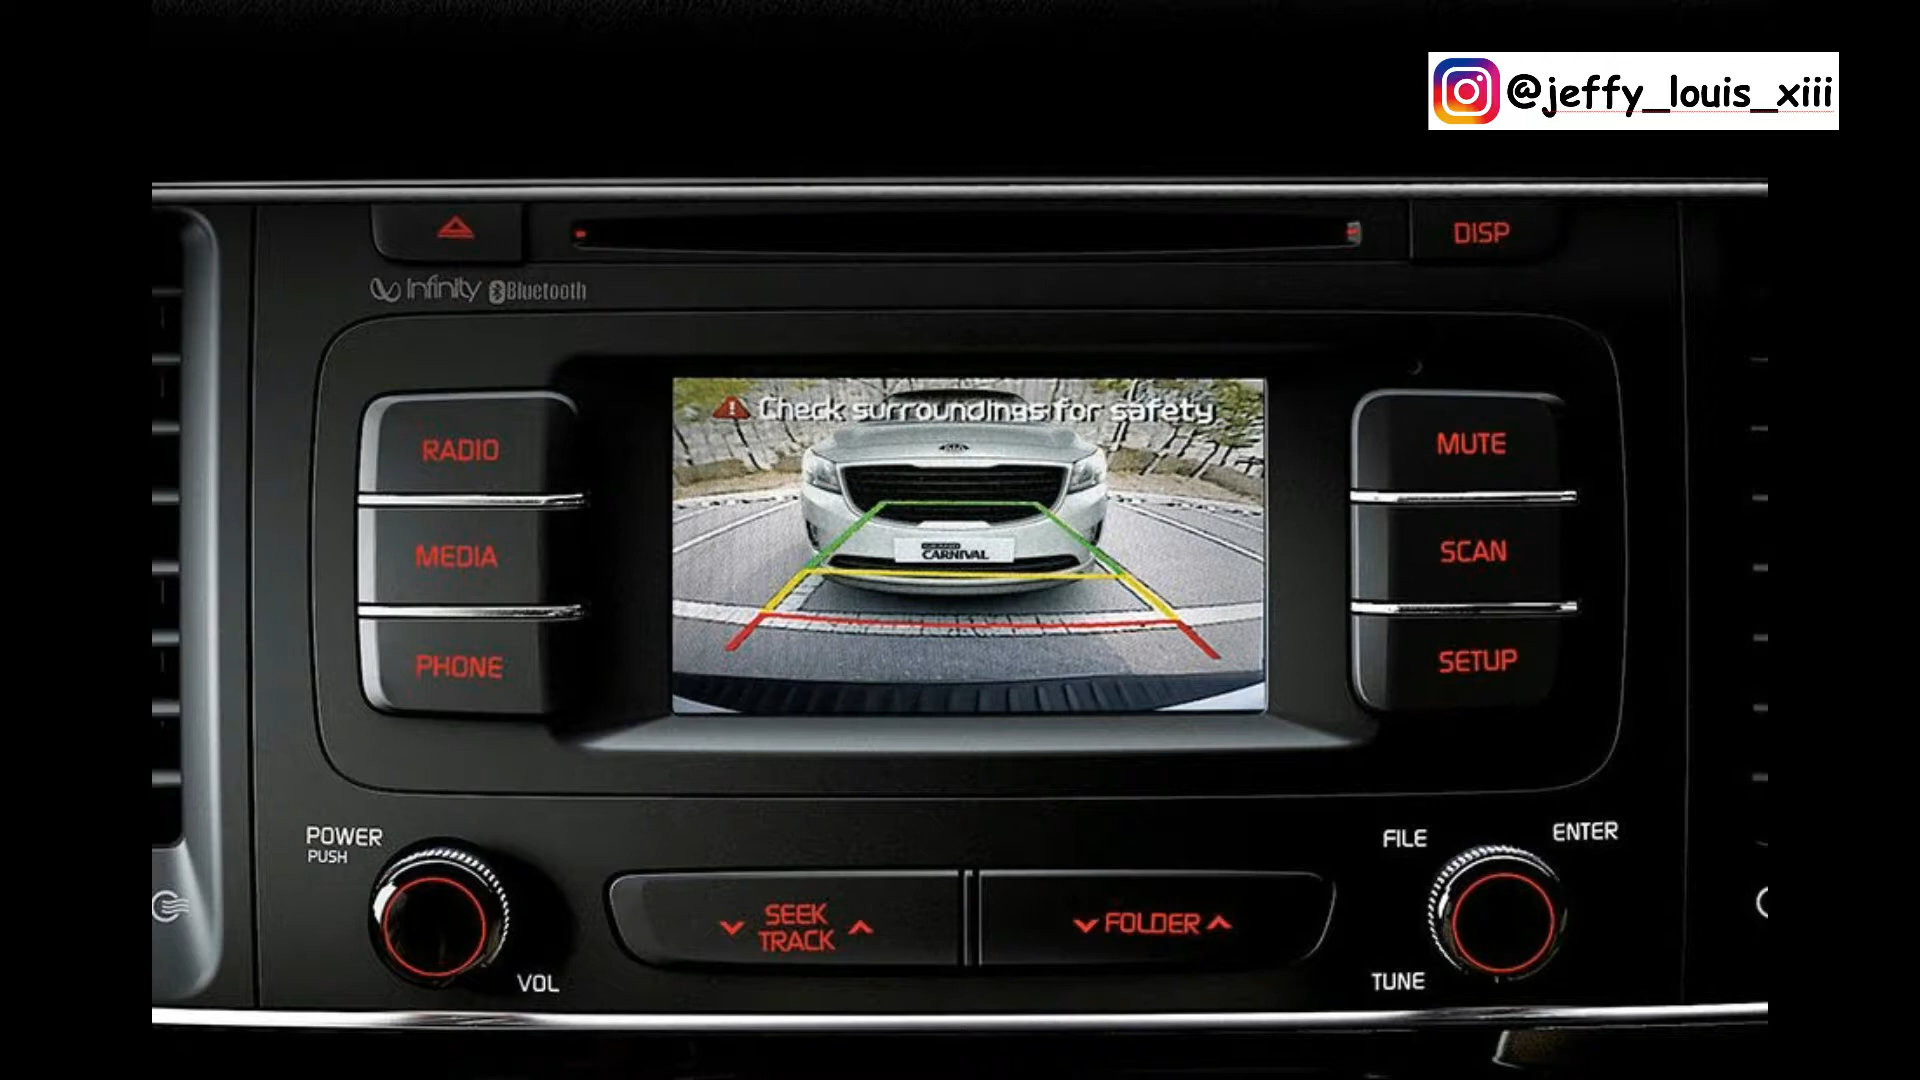 @jeffy_louis_xiii
DISP
Infinity Bluetooth
Check surroundings for safety
RADIO
MUTE
KIA
MEDIA
SCAN
CARNIVAL
PHONE
SETUP
POWER
PUSH
FILE
ENTER
SEEK
TRACK
FOLDER
VOL
TUNE